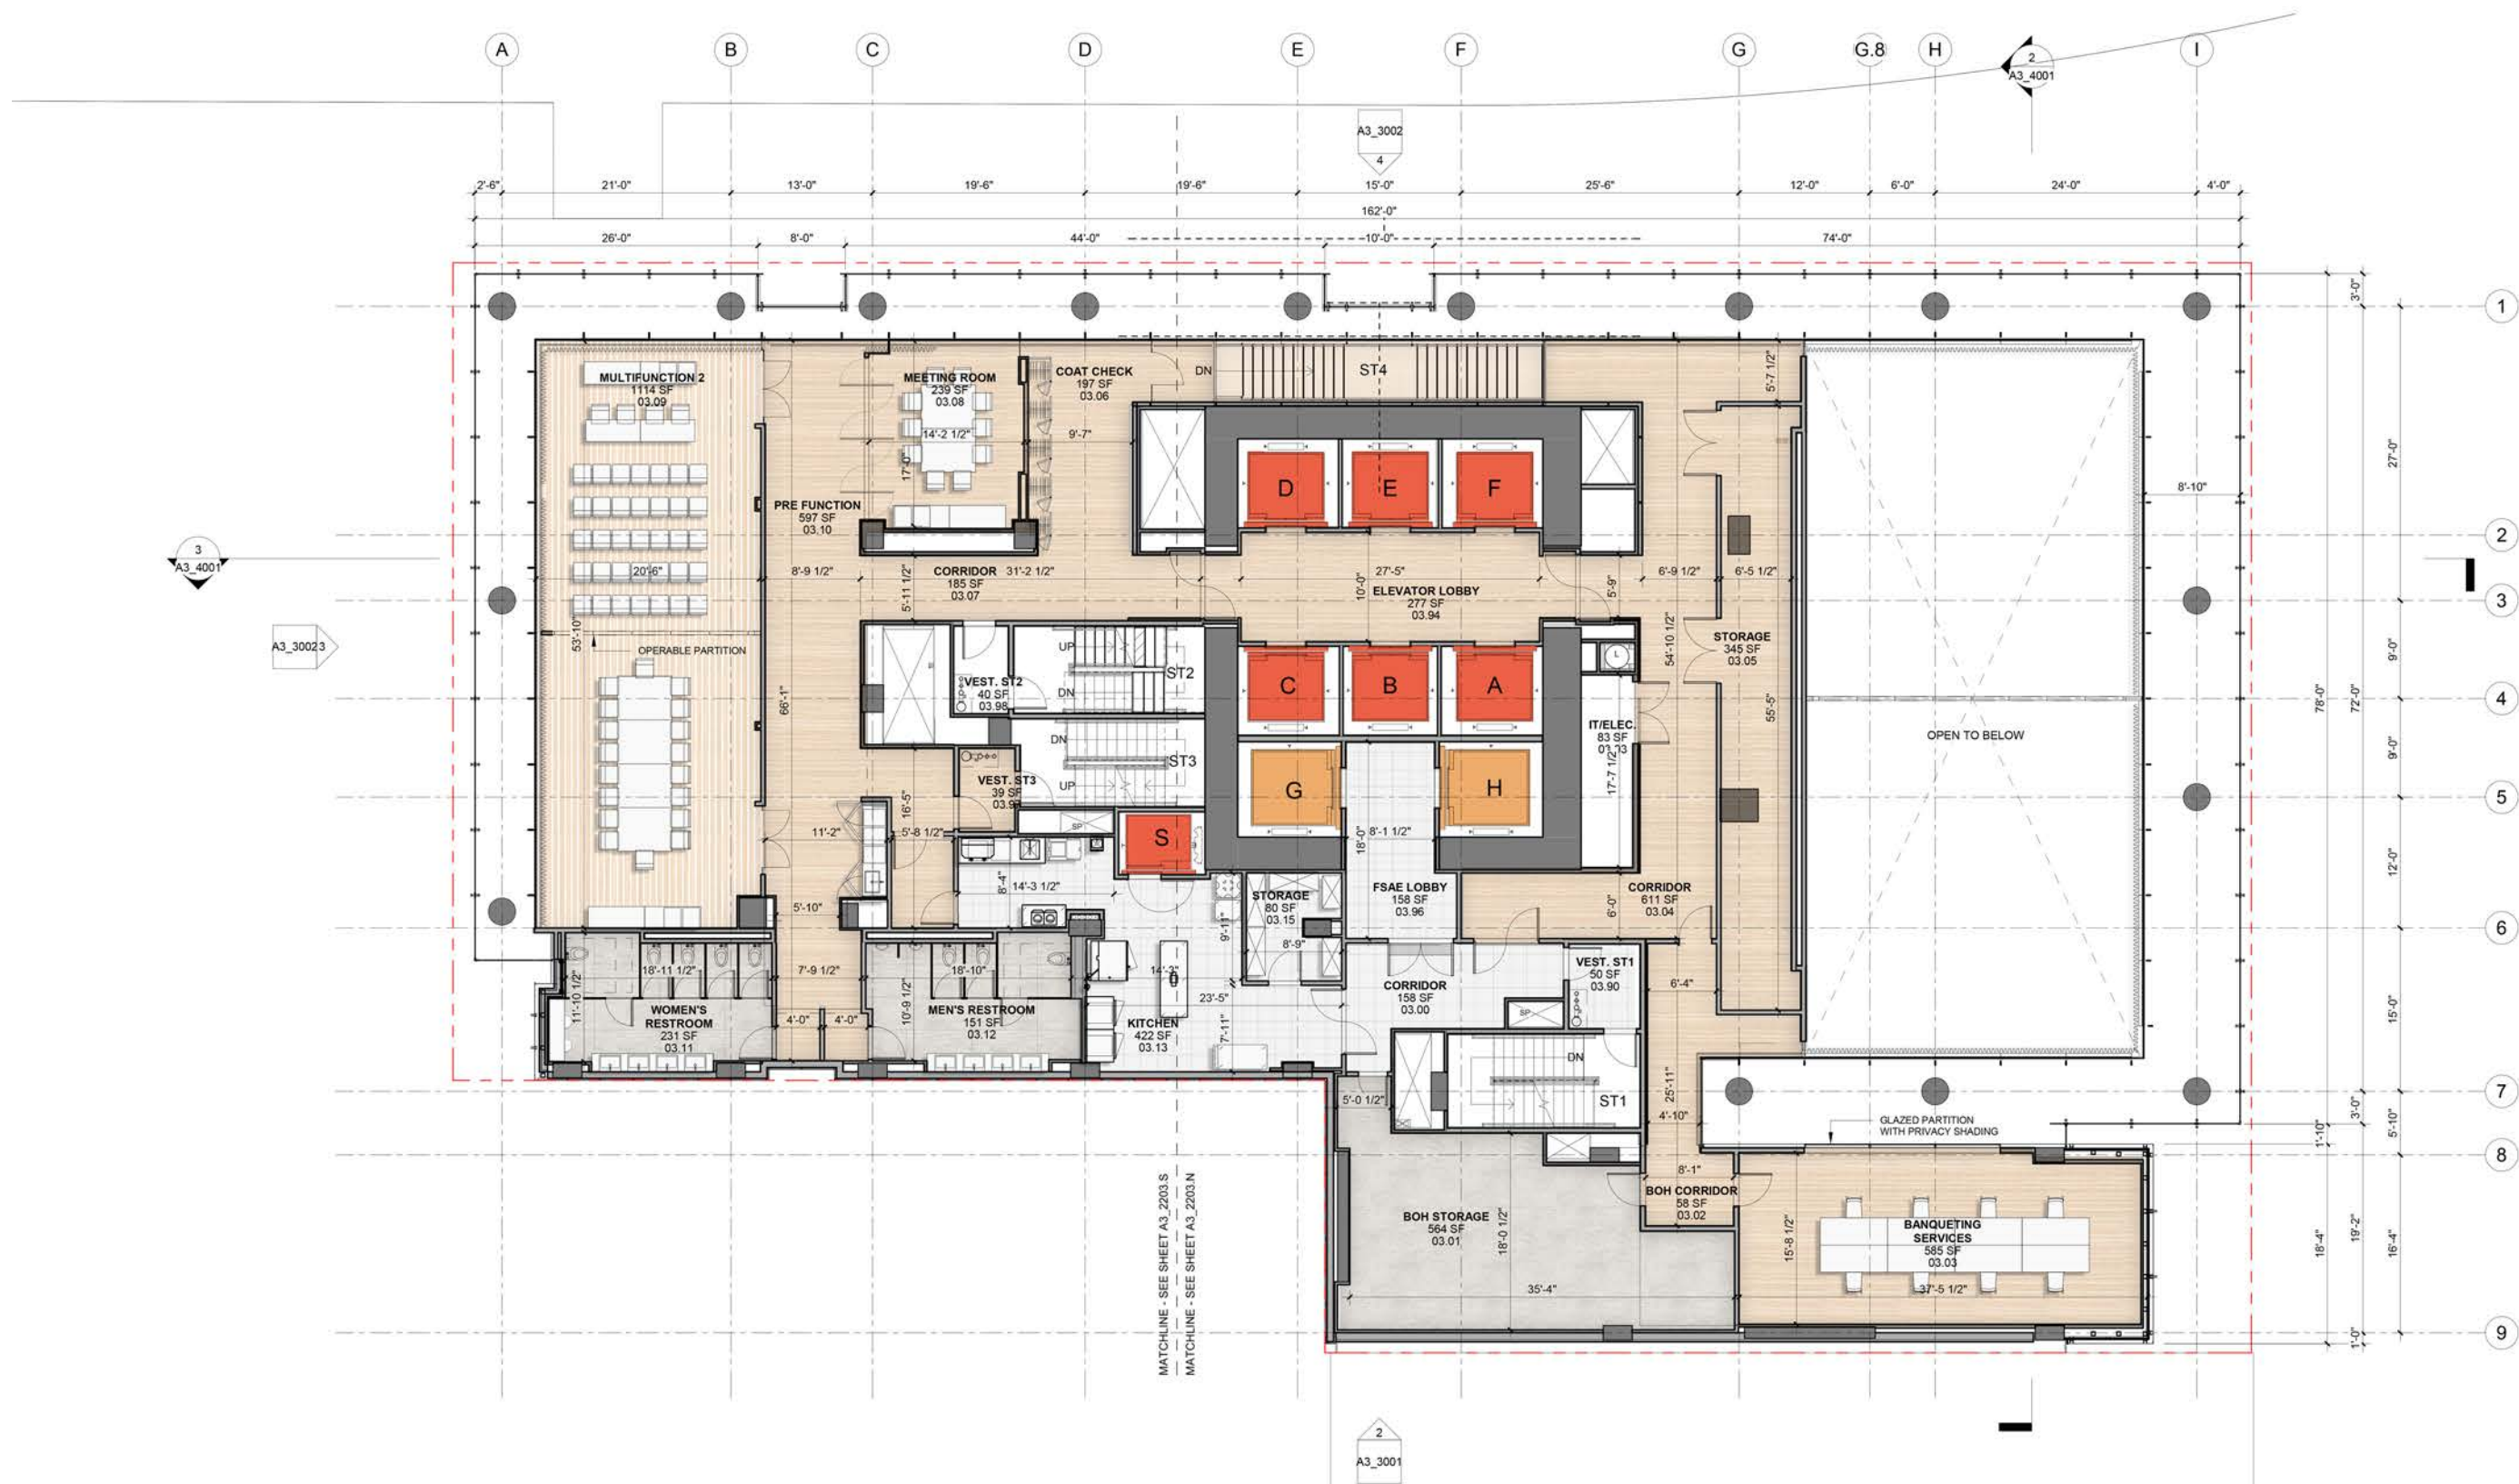 A
B
C
D
E
F
G
G.8
H
I
2
A3_4001
A3_3002
4
2'-6"
21'-0"
13'-0"
19'-6"
19'-6"
15'-0"
25'-6"
12'-0"
6'-0"
24'-0"
4'-0"
162'-0"
26'-0"
8'-0"
44'-0"
10'-0"
74'-0"
1
2
3
4
5
6
7
8
9
3'-0"
27'-0"
9'-0"
9'-0"
12'-0"
15'-0"
78'-0"
72'-0"
3'-0"
5'-10"
1'-10"
18'-4"
19'-2"
16'-4"
1'-0"
8'-10"
3
A3_4001
A3_3002
3
MULTIFUNCTION 2
1114 SF
03.09
20'-6"
53'-10"
OPERABLE PARTITION
MEETING ROOM
239 SF
03.08
14'-2 1/2"
17'-0"
COAT CHECK
197 SF
03.06
9'-7"
DN
ST4
5'-7 1/2"
PRE FUNCTION
597 SF
03.10
8'-9 1/2"
CORRIDOR
185 SF
03.07
31'-2 1/2"
5'-11 1/2"
D
E
F
27'-5"
10'-0"
ELEVATOR LOBBY
277 SF
03.94
5'-9"
6'-9 1/2"
6'-5 1/2"
54'-10 1/2"
STORAGE
345 SF
03.05
55'-5"
OPEN TO BELOW
66'-1"
VEST. ST2
40 SF
03.98
UP
DN
ST2
DN
UP
ST3
VEST. ST3
39 SF
C
B
A
G
H
S
L
IT/ELEC.
83 SF
17'-7 1/2"
8'-1 1/2"
18'-0"
11'-2"
16'-5"
5'-8 1/2"
SP
8'-4"
14'-3 1/2"
5'-10"
STORAGE
80 SF
03.15
8'-9"
9'-11"
FSAE LOBBY
158 SF
03.96
CORRIDOR
611 SF
03.04
6'-0"
18'-11 1/2"
11'-10 1/2"
WOMEN'S
RESTROOM
231 SF
03.11
7'-9 1/2"
4'-0"
4'-0"
18'-10"
10'-9 1/2"
MEN'S RESTROOM
151 SF
03.12
23'-5"
7'-11"
KITCHEN
422 SF
03.13
CORRIDOR
158 SF
03.00
SP
VEST. ST1
50 SF
03.90
6'-4"
DN
ST1
25'-11"
4'-10"
5'-0 1/2"
GLAZED PARTITION
WITH PRIVACY SHADING
8'-1"
BOH CORRIDOR
58 SF
03.02
BOH STORAGE
564 SF
03.01
18'-0 1/2"
35'-4"
15'-8 1/2"
BANQUETING
SERVICES
585 SF
03.03
37'-5 1/2"
MATCHLINE - SEE SHEET A3_2203.S
MATCHLINE - SEE SHEET A3_2203.N
2
A3_3001